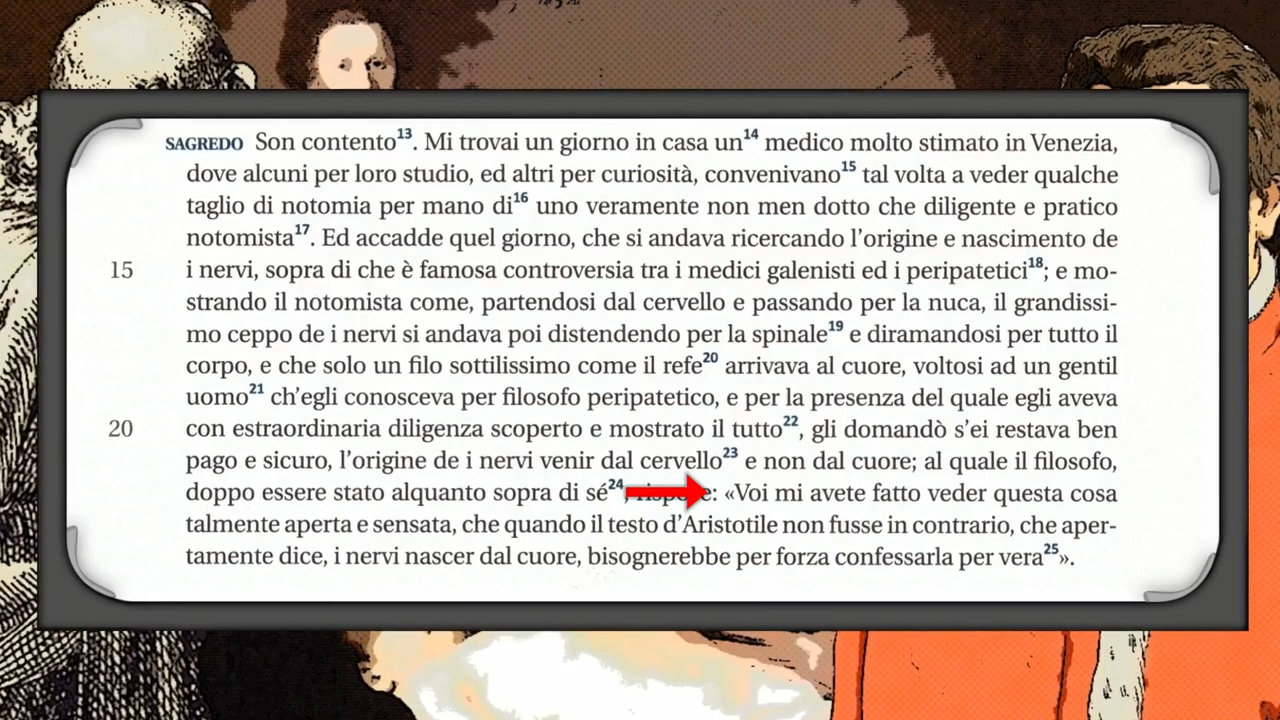 SAGREDO Son contento13. Mi trovai un giorno in casa un14 medico molto stimato in Venezia,
dove alcuni per loro studio, ed altri per curiosità, convenivano15 tal volta a veder qualche
taglio di notomia per mano di16 uno veramente non men dotto che diligente e pratico
notomista17. Ed accadde quel giorno, che si andava ricercando l'origine e nascimento de
15 i nervi, sopra di che è famosa controversia tra i medici galenisti ed i peripatetici18; e mo-
strando il notomista come, partendosi dal cervello e passando per la nuca, il grandissi-
mo ceppo de i nervi si andava poi distendendo per la spinale19 e diramandosi per tutto il
corpo, e che solo un filo sottilissimo come il refe20 arrivava al cuore, voltosi ad un gentil
uomo21 ch'egli conosceva per filosofo peripatetico, e per la presenza del quale egli aveva
20 con estraordinaria diligenza scoperto e mostrato il tutto22, gli domandò s'ei restava ben
pago e sicuro, l'origine de i nervi venir dal cervello23 e non dal cuore; al quale il filosofo,
doppo essere stato alquanto sopra di sé24, : «Voi mi avete fatto veder questa cosa
talmente aperta e sensata, che quando il testo d'Aristotile non fusse in contrario, che aper-
tamente dice, i nervi nascer dal cuore, bisognerebbe per forza confessarla per vera25».